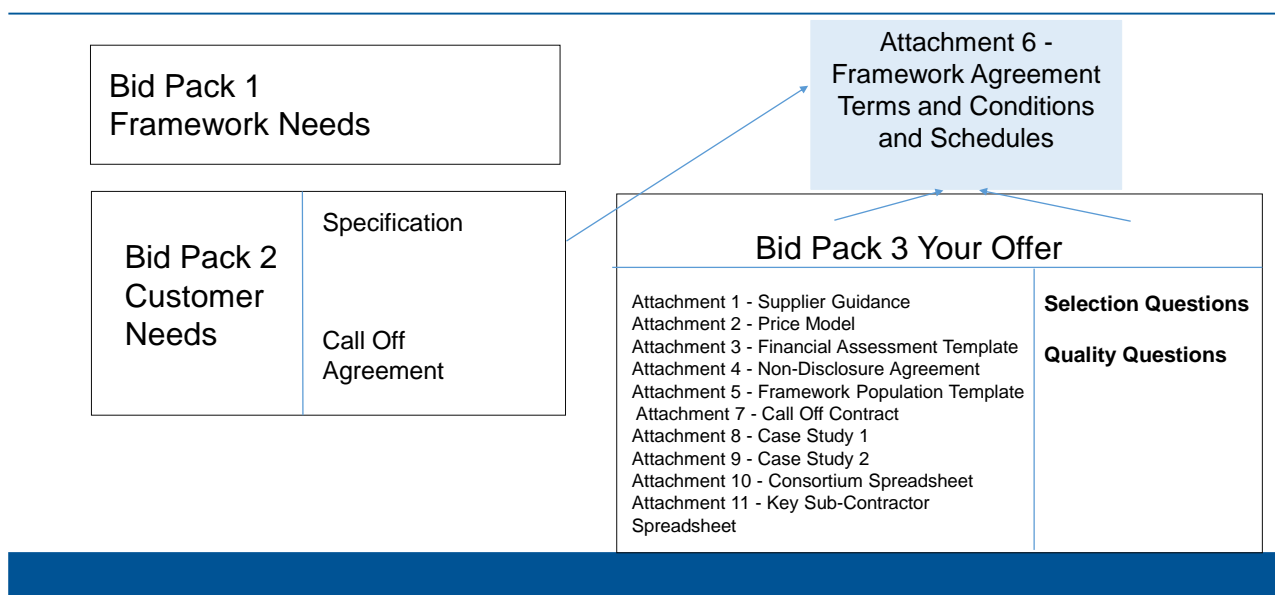 Bid Pack 1
Framework Needs
Bid Pack 2
Customer
Needs
Specification
Call Off
Agreement
Attachment 6 -
Framework Agreement
Terms and Conditions
and Schedules
Bid Pack 3 Your Offer
Attachment 1 - Supplier Guidance
Attachment 2 - Price Model
Attachment 3 - Financial Assessment Template
Attachment 4 - Non-Disclosure Agreement
Attachment 5 - Framework Population Template
Attachment 7 - Call Off Contract
Attachment 8 - Case Study 1
Attachment 9 - Case Study 2
Attachment 10 - Consortium Spreadsheet
Attachment 11 - Key Sub-Contractor
Spreadsheet
Selection Questions
Quality Questions